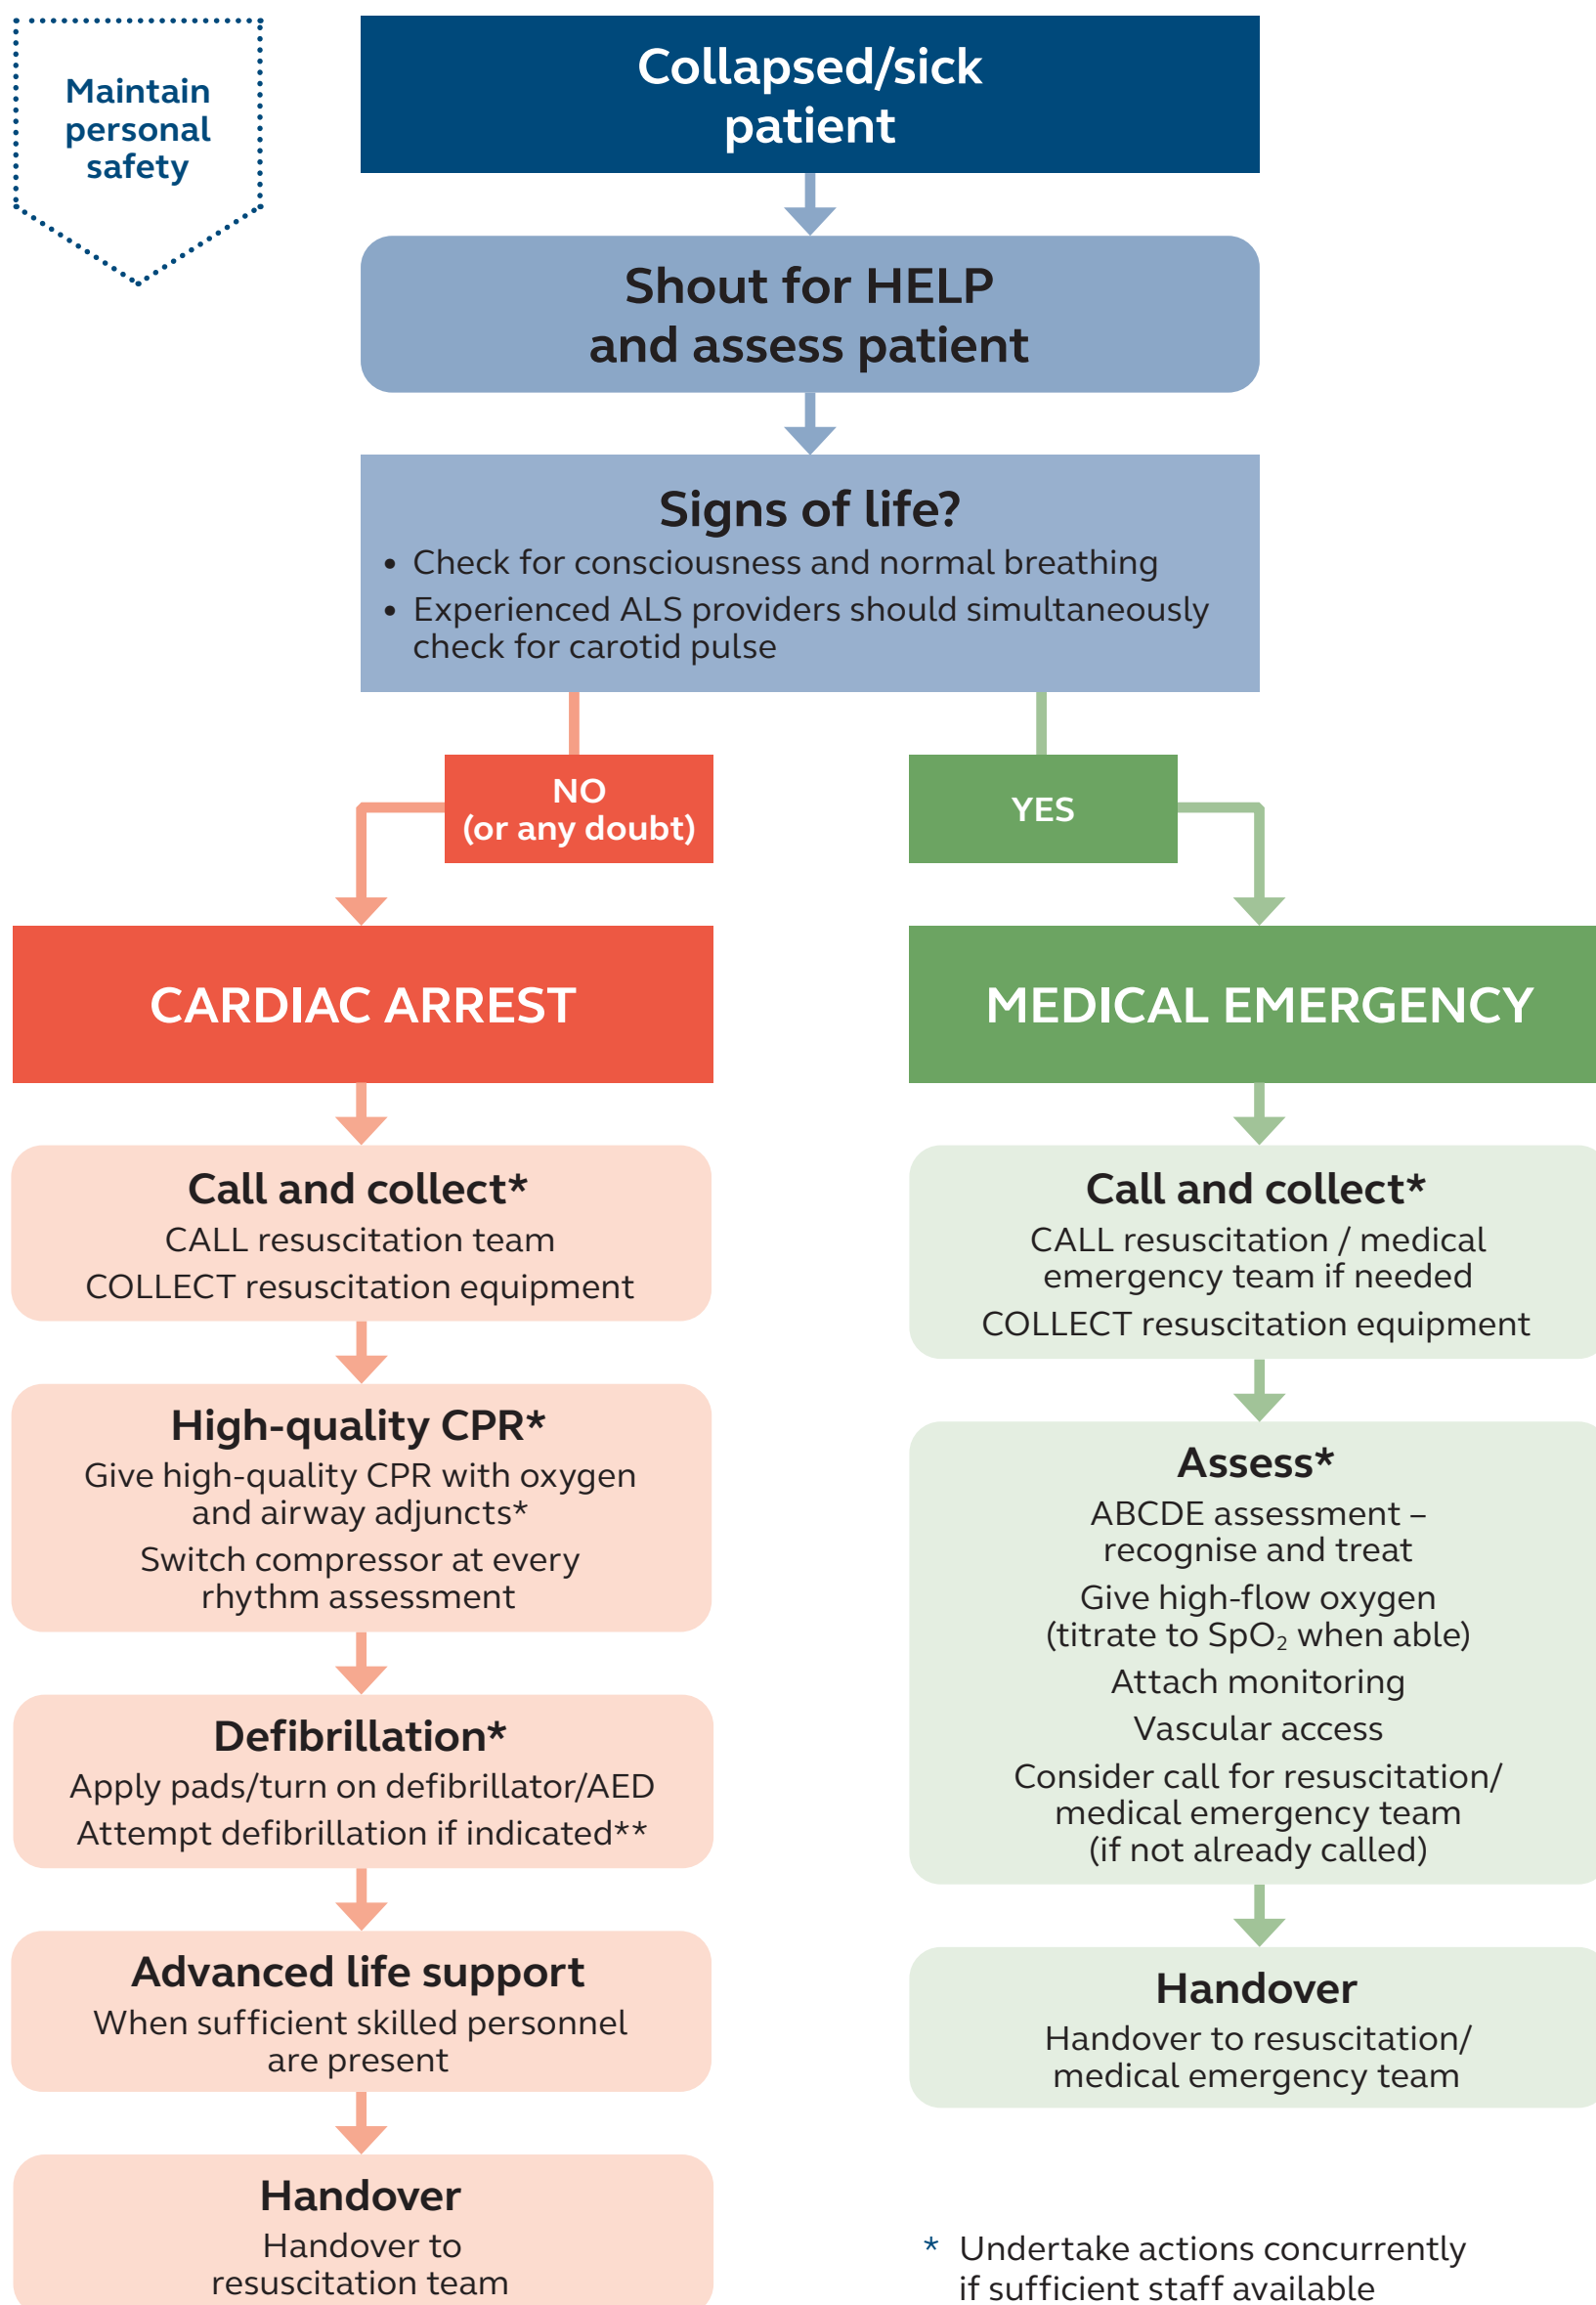 Maintain
personal
safety
Collapsed/sick
patient
Shout for HELP
and assess patient
Signs of life?
• Check for consciousness and normal breathing
• Experienced ALS providers should simultaneously
check for carotid pulse
NO
(or any doubt)
YES
CARDIAC ARREST
Call and collect*
CALL resuscitation team
COLLECT resuscitation equipment
High-quality CPR*
Give high-quality CPR with oxygen
and airway adjuncts*
Switch compressor at every
rhythm assessment
Defibrillation*
Apply pads/turn on defibrillator/AED
Attempt defibrillation if indicated**
Advanced life support
When sufficient skilled personnel
are present
Handover
Handover to
resuscitation team
MEDICAL EMERGENCY
Call and collect*
CALL resuscitation / medical
emergency team if needed
COLLECT resuscitation equipment
Assess*
ABCDE assessment –
recognise and treat
Give high-flow oxygen
(titrate to SpO₂ when able)
Attach monitoring
Vascular access
Consider call for resuscitation/
medical emergency team
(if not already called)
Handover
Handover to resuscitation/
medical emergency team
* Undertake actions concurrently
if sufficient staff available